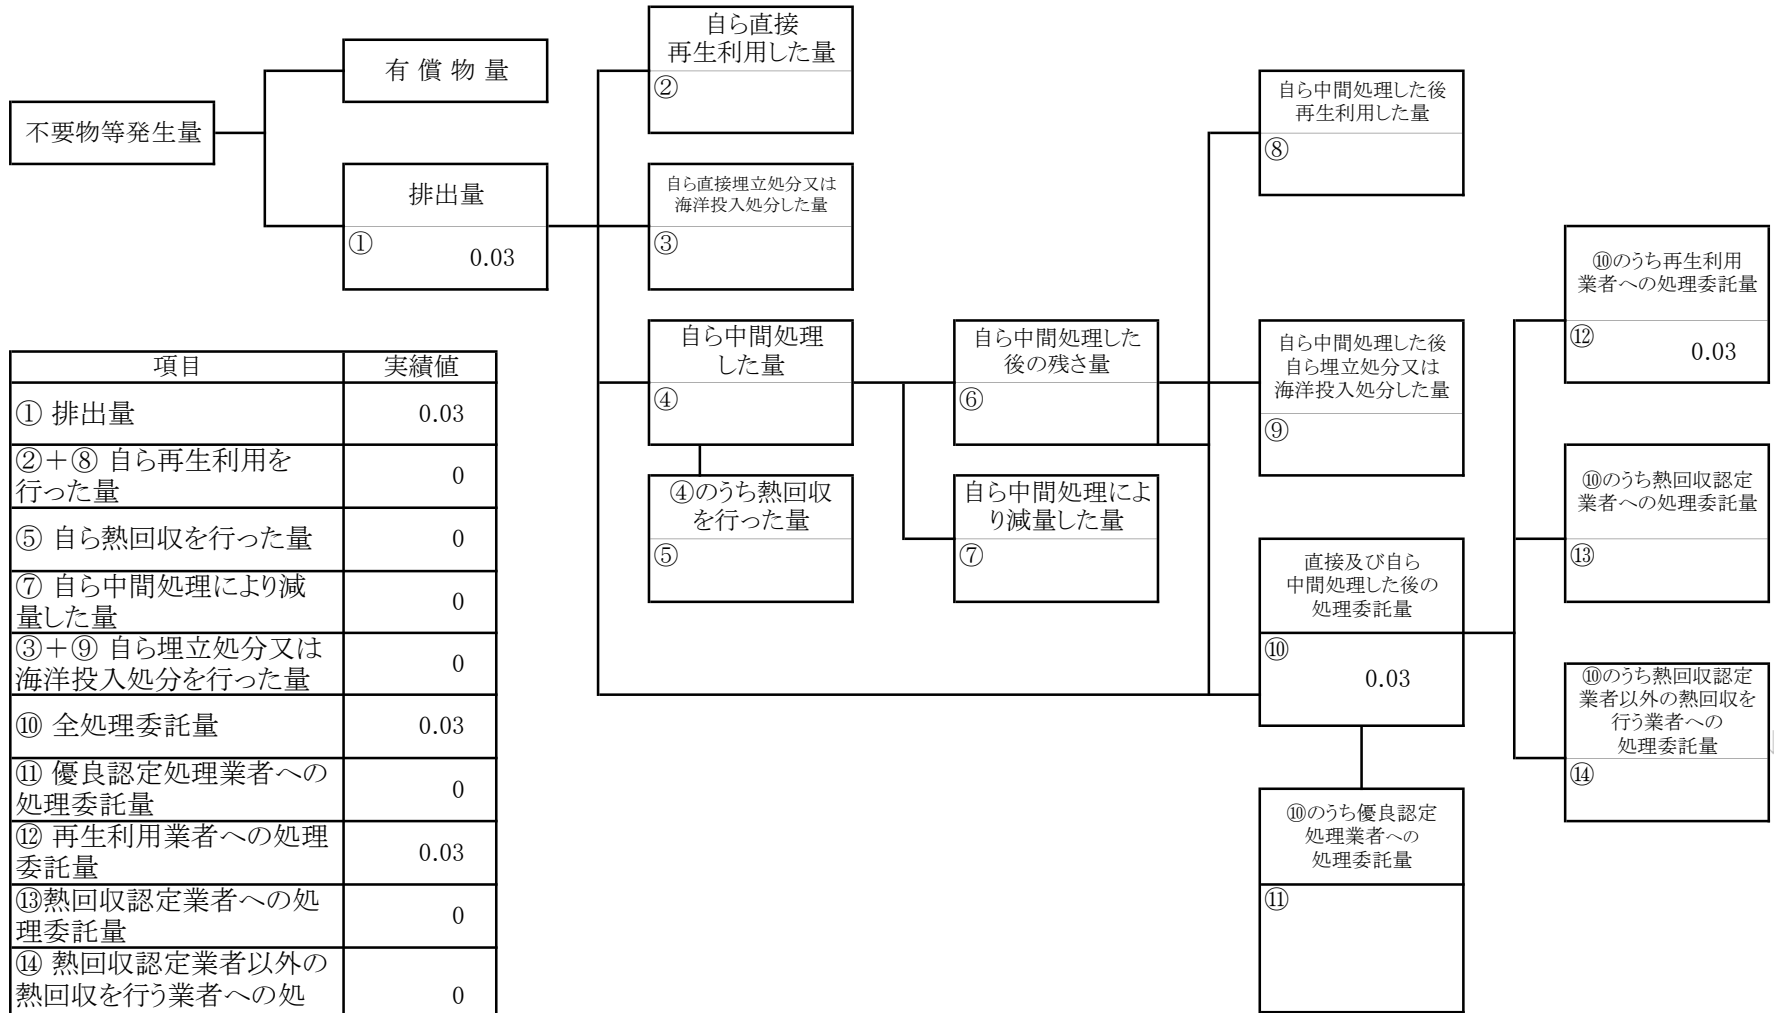 不要物等発生量
有 償 物 量
排出量
①
0.03
自ら直接
再生利用した量
②
自ら直接埋立処分又は
海洋投入処分した量
③
自ら中間処理
した量
④
④のうち熱回収
を行った量
⑤
自ら中間処理した
後の残さ量
⑥
自ら中間処理によ
り減量した量
⑦
自ら中間処理した後
再生利用した量
⑧
自ら中間処理した後
自ら埋立処分又は
海洋投入処分した量
⑨
直接及び自ら
中間処理した後の
処理委託量
⑩
0.03
⑩のうち優良認定
処理業者への
処理委託量
⑪
⑩のうち再生利用
業者への処理委託量
⑫
0.03
⑩のうち熱回収認定
業者への処理委託量
⑬
⑩のうち熱回収認定
業者以外の熱回収を
行う業者への
処理委託量
⑭
項目 実績値
① 排出量 0.03
②＋⑧ 自ら再生利用を
行った量 0
⑤ 自ら熱回収を行った量 0
⑦ 自ら中間処理により減
量した量 0
③＋⑨ 自ら埋立処分又は
海洋投入処分を行った量 0
⑩ 全処理委託量 0.03
⑪ 優良認定処理業者への
処理委託量 0
⑫ 再生利用業者への処理
委託量 0.03
⑬熱回収認定業者への処
理委託量 0
⑭ 熱回収認定業者以外の
熱回収を行う業者への処 0